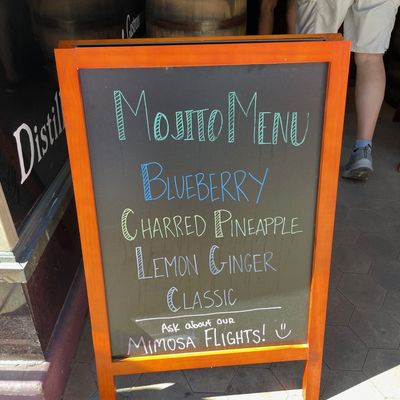 Distil
Mojito Menu
Blueberry
Charred Pineapple
Lemon Ginger
Classic
Ask about our
Mimosa FLIGHTS!